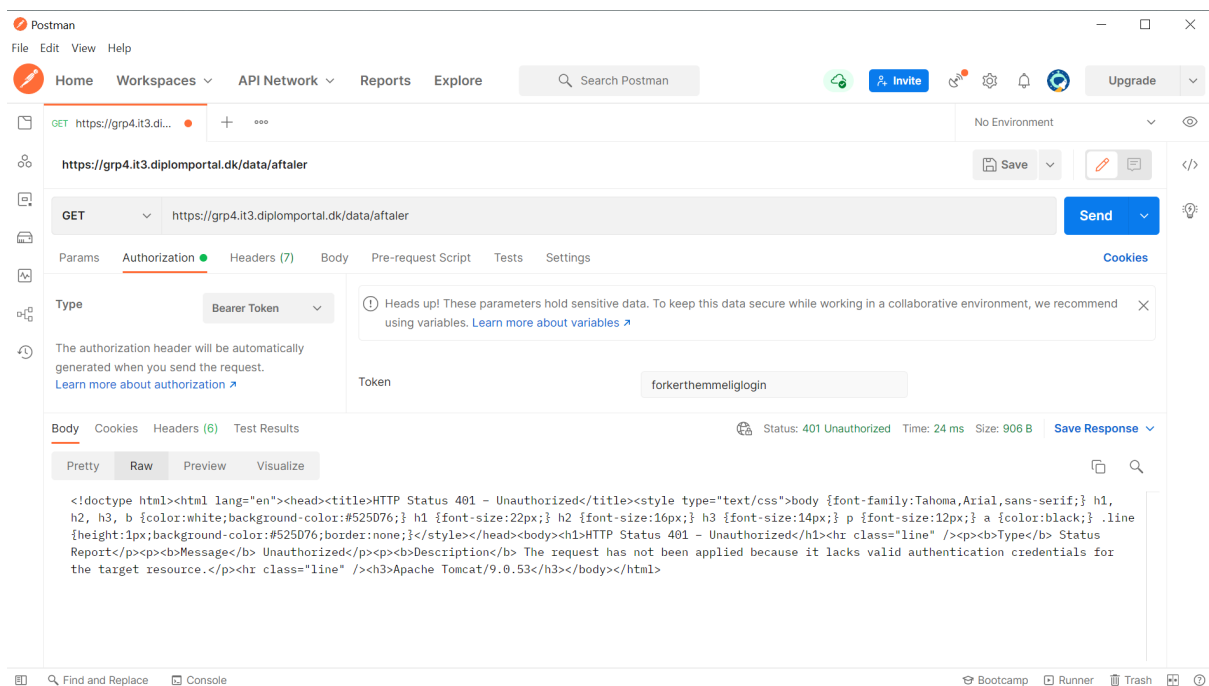 Postman
File Edit View Help
Home Workspaces API Network Reports Explore Search Postman Invite Upgrade
GET https://grp4.it3.di... No Environment
https://grp4.it3.diplomportal.dk/data/aftaler Save
GET https://grp4.it3.diplomportal.dk/data/aftaler Send
Params Authorization Headers (7) Body Pre-request Script Tests Settings Cookies
Type Bearer Token
Heads up! These parameters hold sensitive data. To keep this data secure while working in a collaborative environment, we recommend
using variables. Learn more about variables ↗
The authorization header will be automatically
generated when you send the request.
Learn more about authorization ↗
Token forkerthemmeliglogin
Body Cookies Headers (6) Test Results Status: 401 Unauthorized Time: 24 ms Size: 906 B Save Response
Pretty Raw Preview Visualize
<!doctype html><html lang="en"><head><title>HTTP Status 401 – Unauthorized</title><style type="text/css">body {font-family:Tahoma,Arial,sans-serif;} h1,
h2, h3, b {color:white;background-color:#525D76;} h1 {font-size:22px;} h2 {font-size:16px;} h3 {font-size:14px;} p {font-size:12px;} a {color:black;} .line
{height:1px;background-color:#525D76;border:none;}</style></head><body><h1>HTTP Status 401 – Unauthorized</h1><hr class="line" /><p><b>Type</b> Status
Report</p><p><b>Message</b> Unauthorized</p><p><b>Description</b> The request has not been applied because it lacks valid authentication credentials for
the target resource.</p><hr class="line" /><h3>Apache Tomcat/9.0.53</h3></body></html>
Find and Replace Console Bootcamp Runner Trash